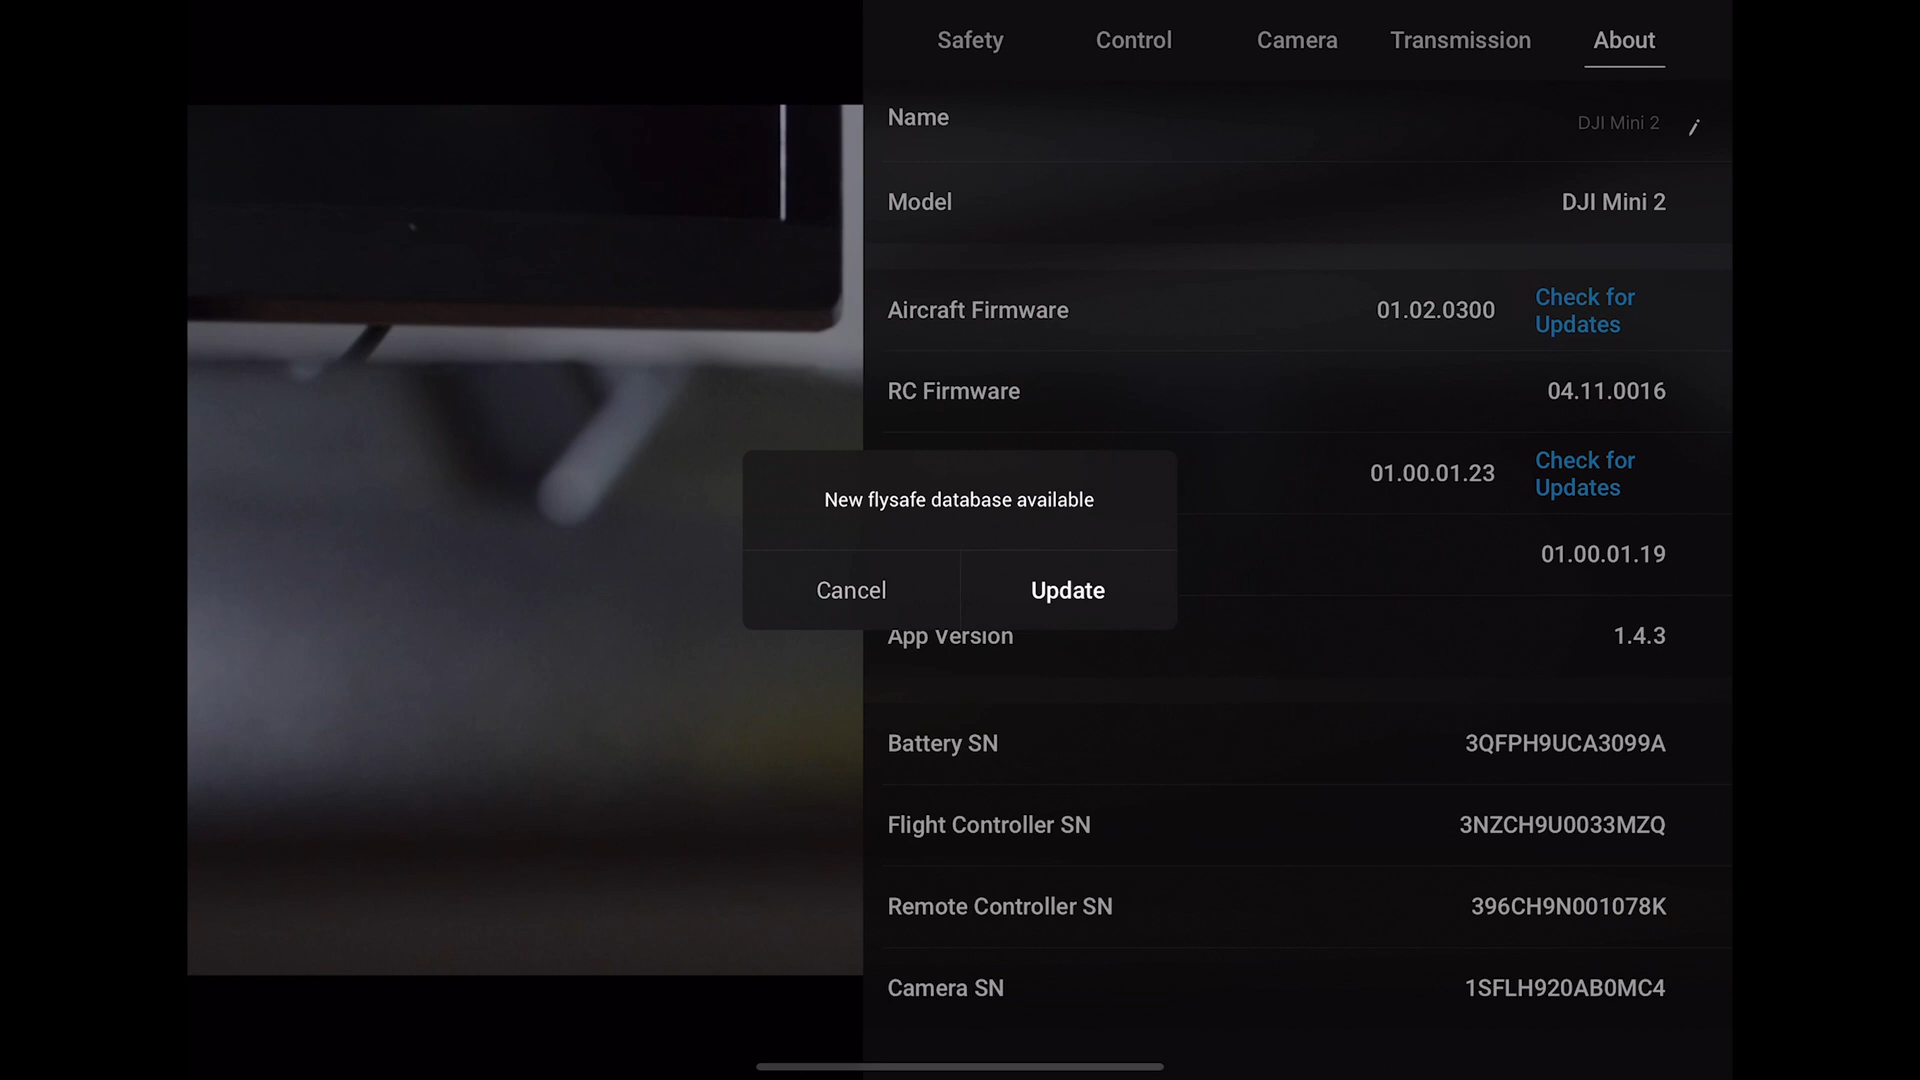 Safety Control Camera Transmission About
Name DJI Mini 2
Model DJI Mini 2
Aircraft Firmware 01.02.0300 Check for
Updates
RC Firmware 04.11.0016
01.00.01.23 Check for
Updates
New flysafe database available
01.00.01.19
Cancel Update
App Version 1.4.3
Battery SN 3QFPH9UCA3099A
Flight Controller SN 3NZCH9U0033MZQ
Remote Controller SN 396CH9N001078K
Camera SN 1SFLH920AB0MC4